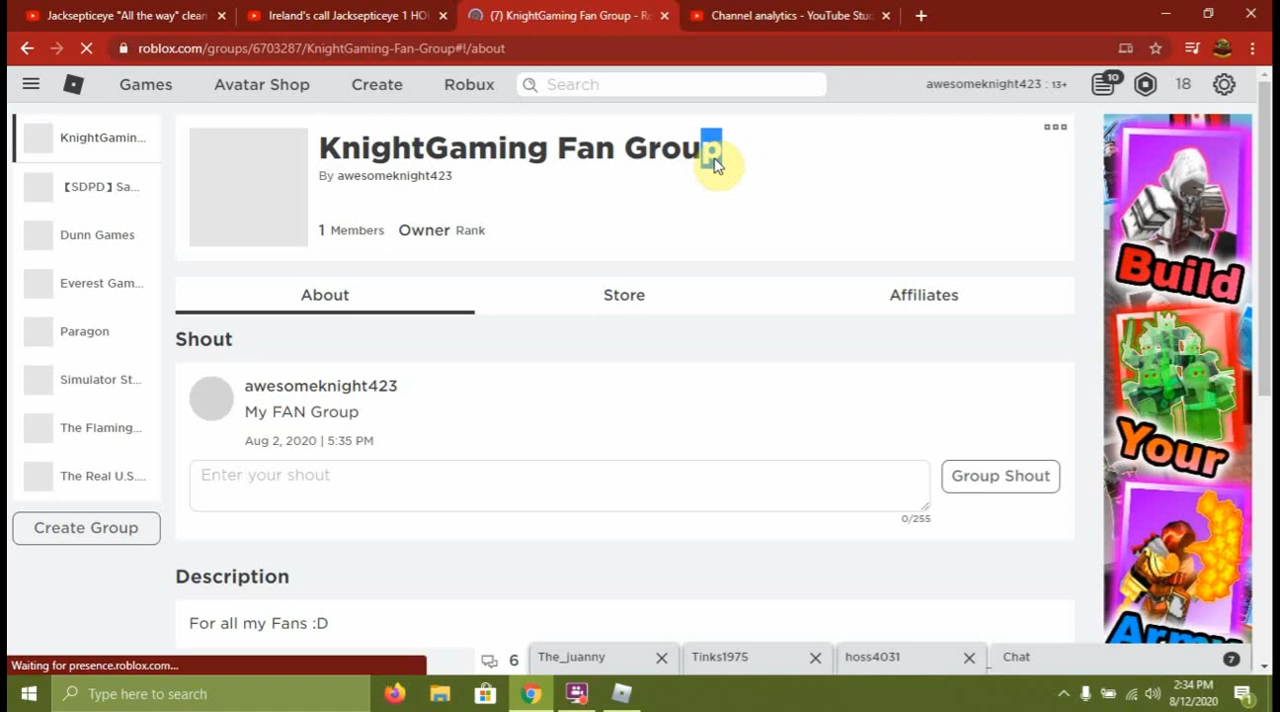 Jacksepticeye "All the way" clean
Ireland's call Jacksepticeye 1 HO
(7) KnightGaming Fan Group - Ro
Channel analytics - YouTube Stu
roblox.com/groups/6703287/KnightGaming-Fan-Group#!/about
Games Avatar Shop Create Robux Search awesomeknight423 : 13+ 10 18
KnightGamin...
【SDPD】Sa...
Dunn Games
Everest Gam...
Paragon
Simulator St...
The Flaming...
The Real U.S....
Create Group
KnightGaming Fan Group
By awesomeknight423
1 Members Owner Rank
About Store Affiliates
Shout
awesomeknight423
My FAN Group
Aug 2, 2020 | 5:35 PM
Enter your shout
Group Shout
0/255
Description
For all my Fans :D
Build
Your
Army
Waiting for presence.roblox.com...
6 The_juanny Tinks1975 hoss4031 Chat 7
Type here to search
2:34 PM
8/12/2020
1